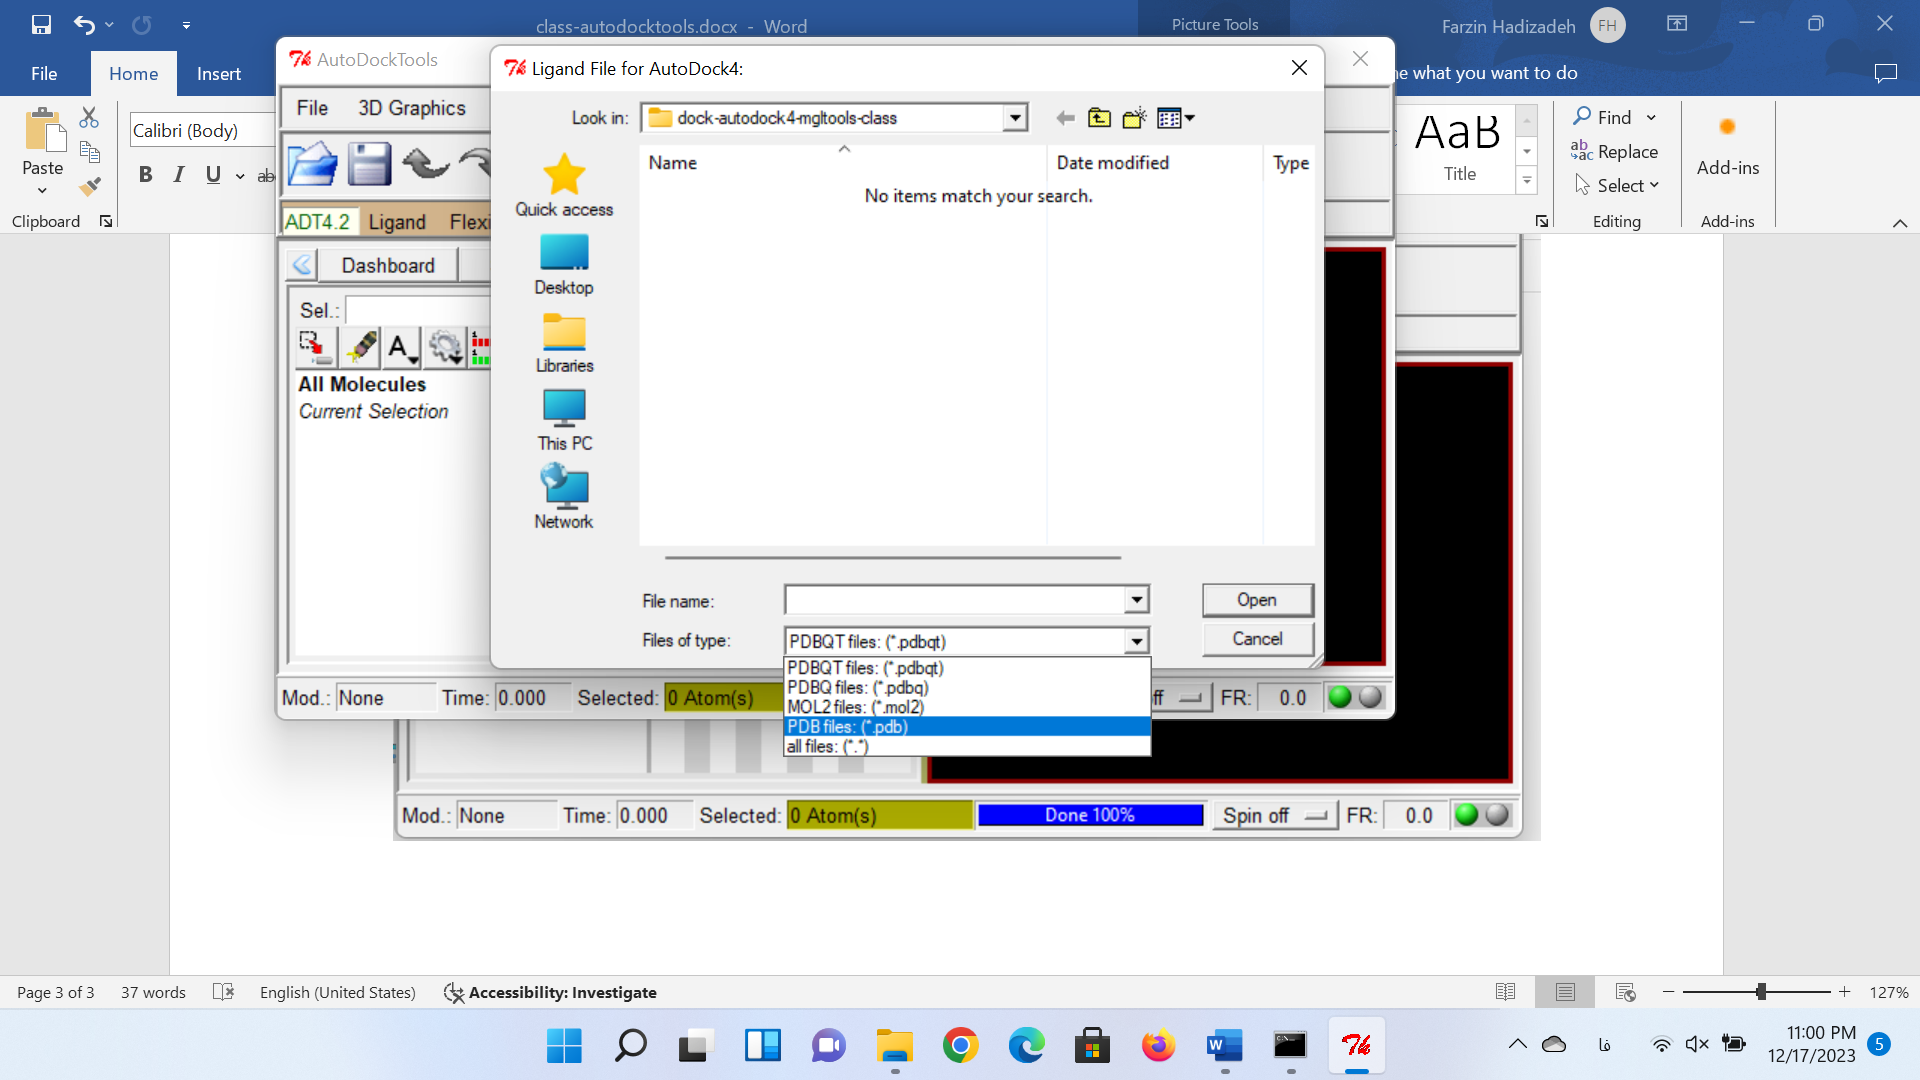 class-autodocktools.docx - Word
Picture Tools
Farzin Hadizadeh
FH
File
Home
Insert
AutoDockTools
Ligand File for AutoDock4:
ne what you want to do
File
3D Graphics
Look in:
dock-autodock4-mgltools-class
Paste
Calibri (Body)
B I U ab
Clipboard
AaB
Title
Find
Replace
Select
Editing
Add-ins
Add-ins
ADT4.2
Ligand
Flexi
Dashboard
Sel.:
A
All Molecules
Current Selection
Quick access
Desktop
Libraries
This PC
Network
Name
Date modified
Type
No items match your search.
File name:
Open
Files of type:
PDBQT files: (*.pdbqt)
Cancel
PDBQT files: (*.pdbqt)
PDBQ files: (*.pdbq)
MOL2 files: (*.mol2)
PDB files: (*.pdb)
all files: (*.*)
Mod.: None Time: 0.000 Selected: 0 Atom(s)
ff
FR: 0.0
Mod.: None Time: 0.000 Selected: 0 Atom(s) Done 100% Spin off FR: 0.0
Page 3 of 3
37 words
English (United States)
Accessibility: Investigate
127%
فا
11:00 PM
12/17/2023
5